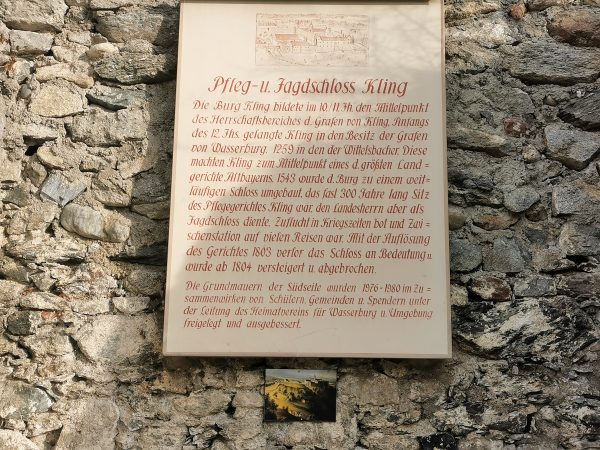 Pfleg-u. Jagdschloss Kling
Die Burg Kling bildete im 10./11.Jh. den Mittelpunkt
des Herrschaftsbereiches d. Grafen von Kling. Anfangs
des 12.Jhs. gelangte Kling in den Besitz der Grafen
von Wasserburg, 1259 in den der Wittelsbacher. Diese
machten Kling zum Mittelpunkt eines d. größten Land=
gerichte Altbayerns. 1543 wurde d. Burg zu einem weit=
läufigen Schloss umgebaut, das fast 300 Jahre lang Sitz
des Pfleggerichtes Kling war, den Landesherrn aber als
Jagdschloss diente, Zuflucht in Kriegszeiten bot und Zwi=
schenstation auf vielen Reisen war. Mit der Auflösung
des Gerichtes 1803 verlor das Schloss an Bedeutung u.
wurde ab 1804 versteigert u. abgebrochen.
Die Grundmauern der Südseite wurden 1976-1980 im Zu=
sammenwirken von Schülern, Gemeinden u. Spendern unter
der Leitung des Heimatvereins für Wasserburg u. Umgebung
freigelegt und ausgebessert.